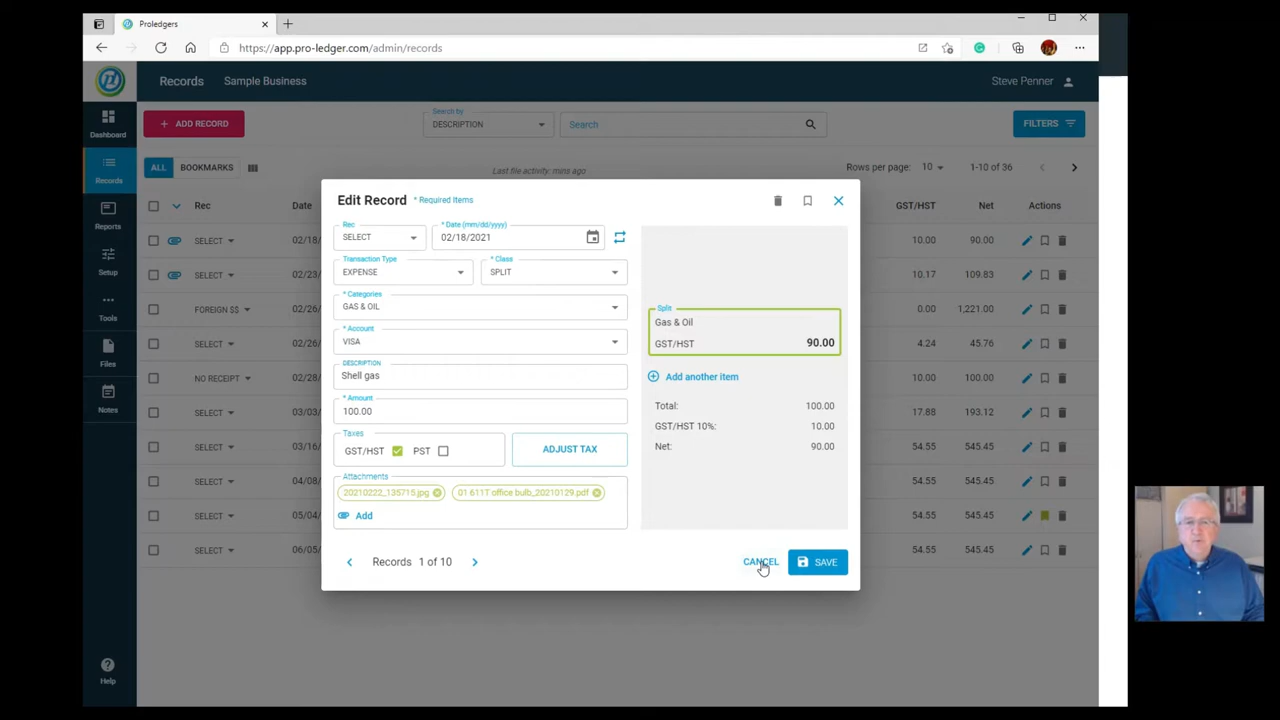 Proledgers
https://app.pro-ledger.com/admin/records
Records Sample Business Steve Penner
Dashboard
Records
Reports
Setup
Tools
Files
Notes
Help
+ ADD RECORD
Search by
DESCRIPTION
Search
FILTERS
ALL BOOKMARKS
Last file activity: mins ago
Rows per page: 10 1-10 of 36
Rec Date GST/HST Net Actions
SELECT 02/18/ 10.00 90.00
SELECT 02/23/ 10.17 109.83
FOREIGN $$ 02/26/ 0.00 1,221.00
SELECT 02/26/ 4.24 45.76
NO RECEIPT 02/28/ 10.00 100.00
SELECT 03/03/ 17.88 193.12
SELECT 03/16/ 54.55 545.45
SELECT 04/08/ 54.55 545.45
SELECT 05/04/ 54.55 545.45
SELECT 06/05/ 54.55 545.45
Edit Record * Required Items
Rec
SELECT
* Date (mm/dd/yyyy)
02/18/2021
Transaction Type
EXPENSE
* Class
SPLIT
* Categories
GAS & OIL
* Account
VISA
DESCRIPTION
Shell gas
* Amount
100.00
Taxes
GST/HST PST
ADJUST TAX
Attachments
20210222_135715.jpg 01 611T office bulb_20210129.pdf
Add
Split
Gas & Oil
GST/HST 90.00
Add another item
Total: 100.00
GST/HST 10%: 10.00
Net: 90.00
Records 1 of 10
CANCEL SAVE